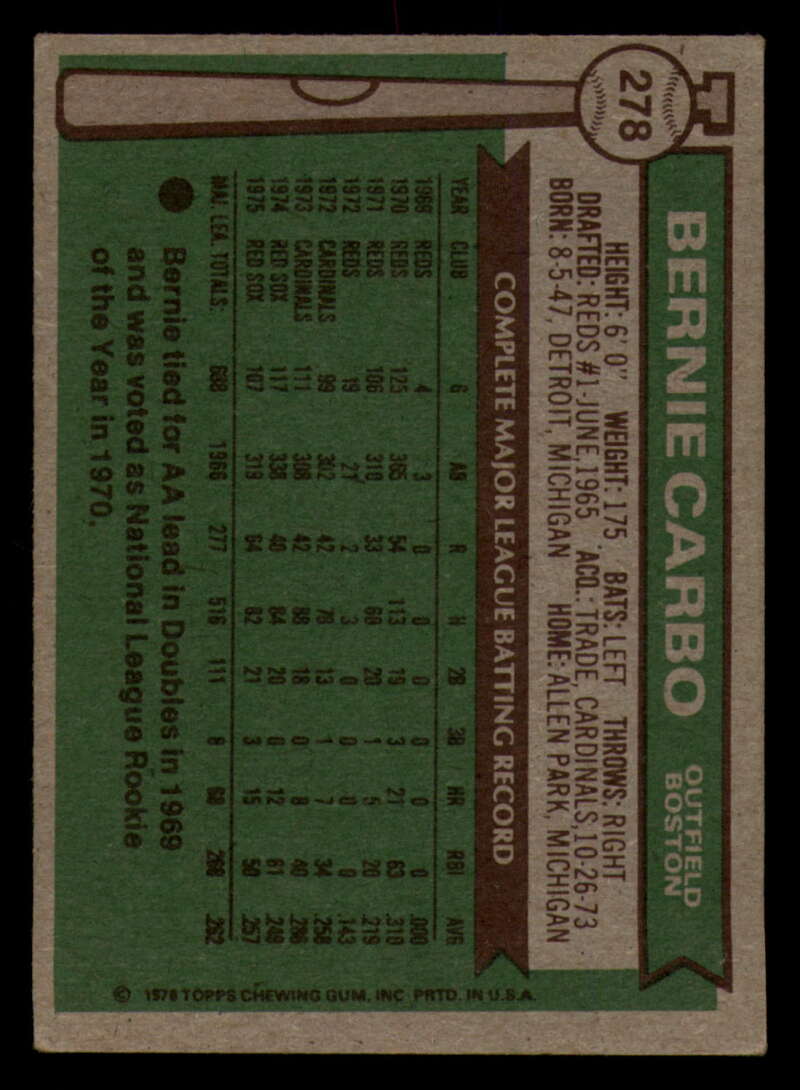 278
BERNIE CARBO
OUTFIELD
BOSTON
HEIGHT: 6' 0" WEIGHT: 175 BATS: LEFT THROWS: RIGHT
DRAFTED: REDS #1-JUNE, 1965 ACQ.: TRADE, CARDINALS, 10-26-73
BORN: 8-5-47, DETROIT, MICHIGAN HOME: ALLEN PARK, MICHIGAN
COMPLETE MAJOR LEAGUE BATTING RECORD
YEAR CLUB G AB R H 2B 3B HR RBI AVG
1969 REDS 4 3 0 0 0 0 0 0 .000
1970 REDS 125 365 54 113 19 3 21 63 .310
1971 REDS 106 310 33 68 20 1 5 20 .219
1972 REDS 19 21 2 3 0 0 0 0 .143
1972 CARDINALS 99 302 42 78 13 1 7 34 .258
1973 CARDINALS 111 308 42 88 18 0 8 40 .286
1974 RED SOX 117 338 40 84 20 0 12 61 .249
1975 RED SOX 107 319 64 82 21 3 15 50 .257
MAJ. LEA. TOTALS: 688 1966 277 516 111 8 68 268 .262
Bernie tied for AA lead in Doubles in 1969
and was voted as National League Rookie
of the Year in 1970.
© 1976 TOPPS CHEWING GUM, INC. PRTD. IN U.S.A.